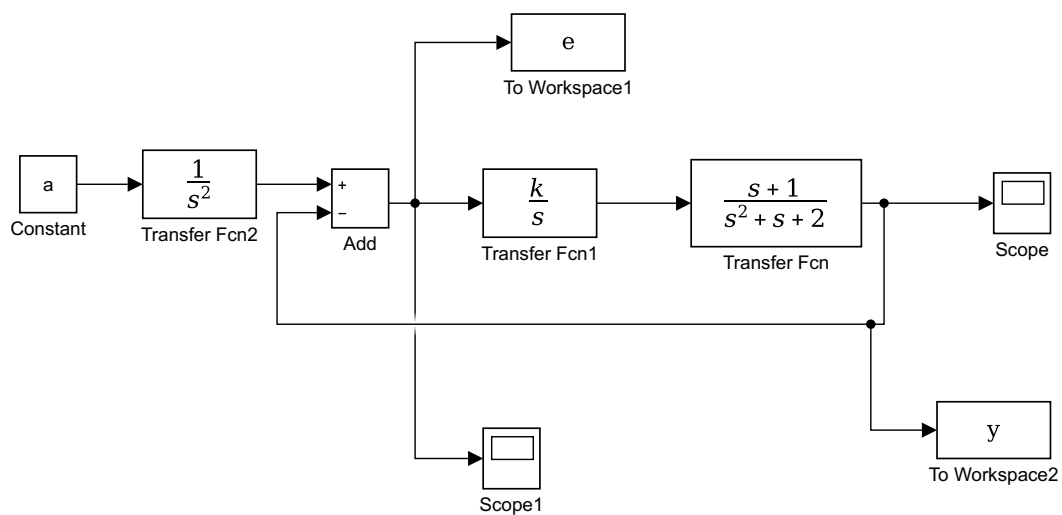 e
To Workspace1
a
Constant
1
s²
Transfer Fcn2
+
−
Add
k
s
Transfer Fcn1
s + 1
s² + s + 2
Transfer Fcn
Scope
Scope1
y
To Workspace2